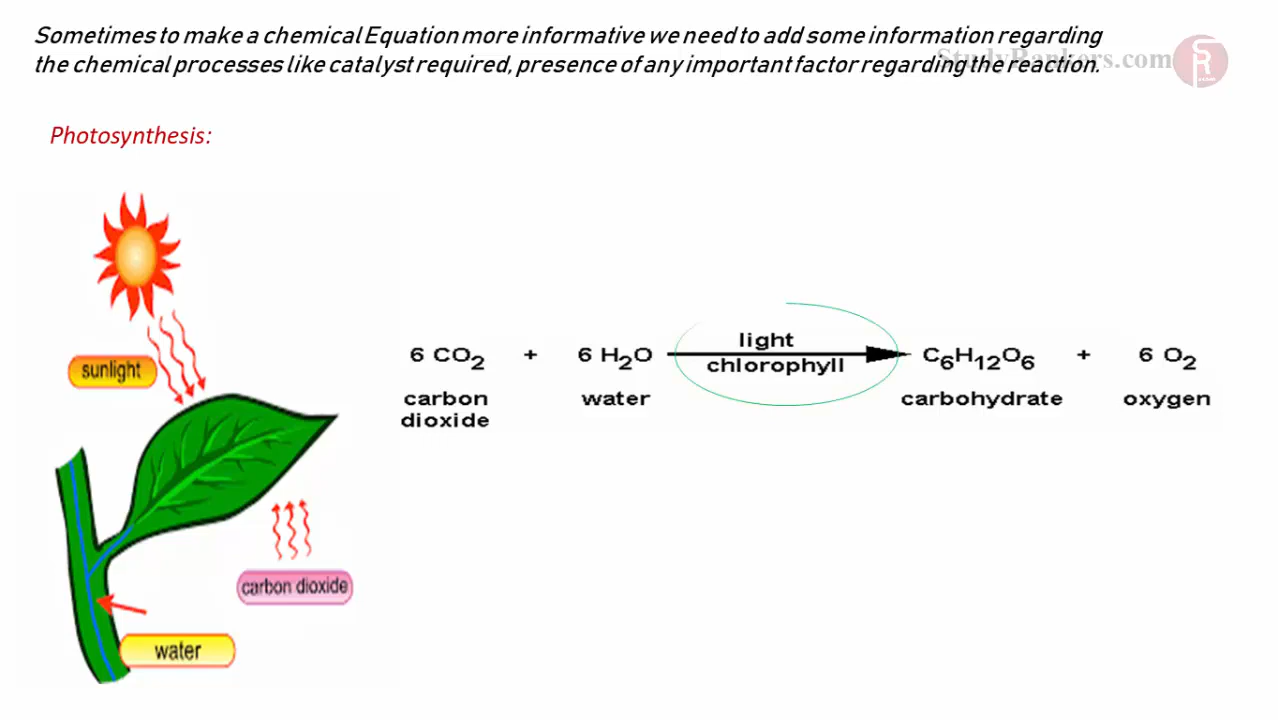 Sometimes to make a chemical Equation more informative we need to add some information regarding
the chemical processes like catalyst required, presence of any important factor regarding the reaction.
StudyRankers.com
Photosynthesis:
sunlight
carbon dioxide
water
6 CO2 + 6 H2O light chlorophyll C6H12O6 + 6 O2
carbon dioxide water carbohydrate oxygen